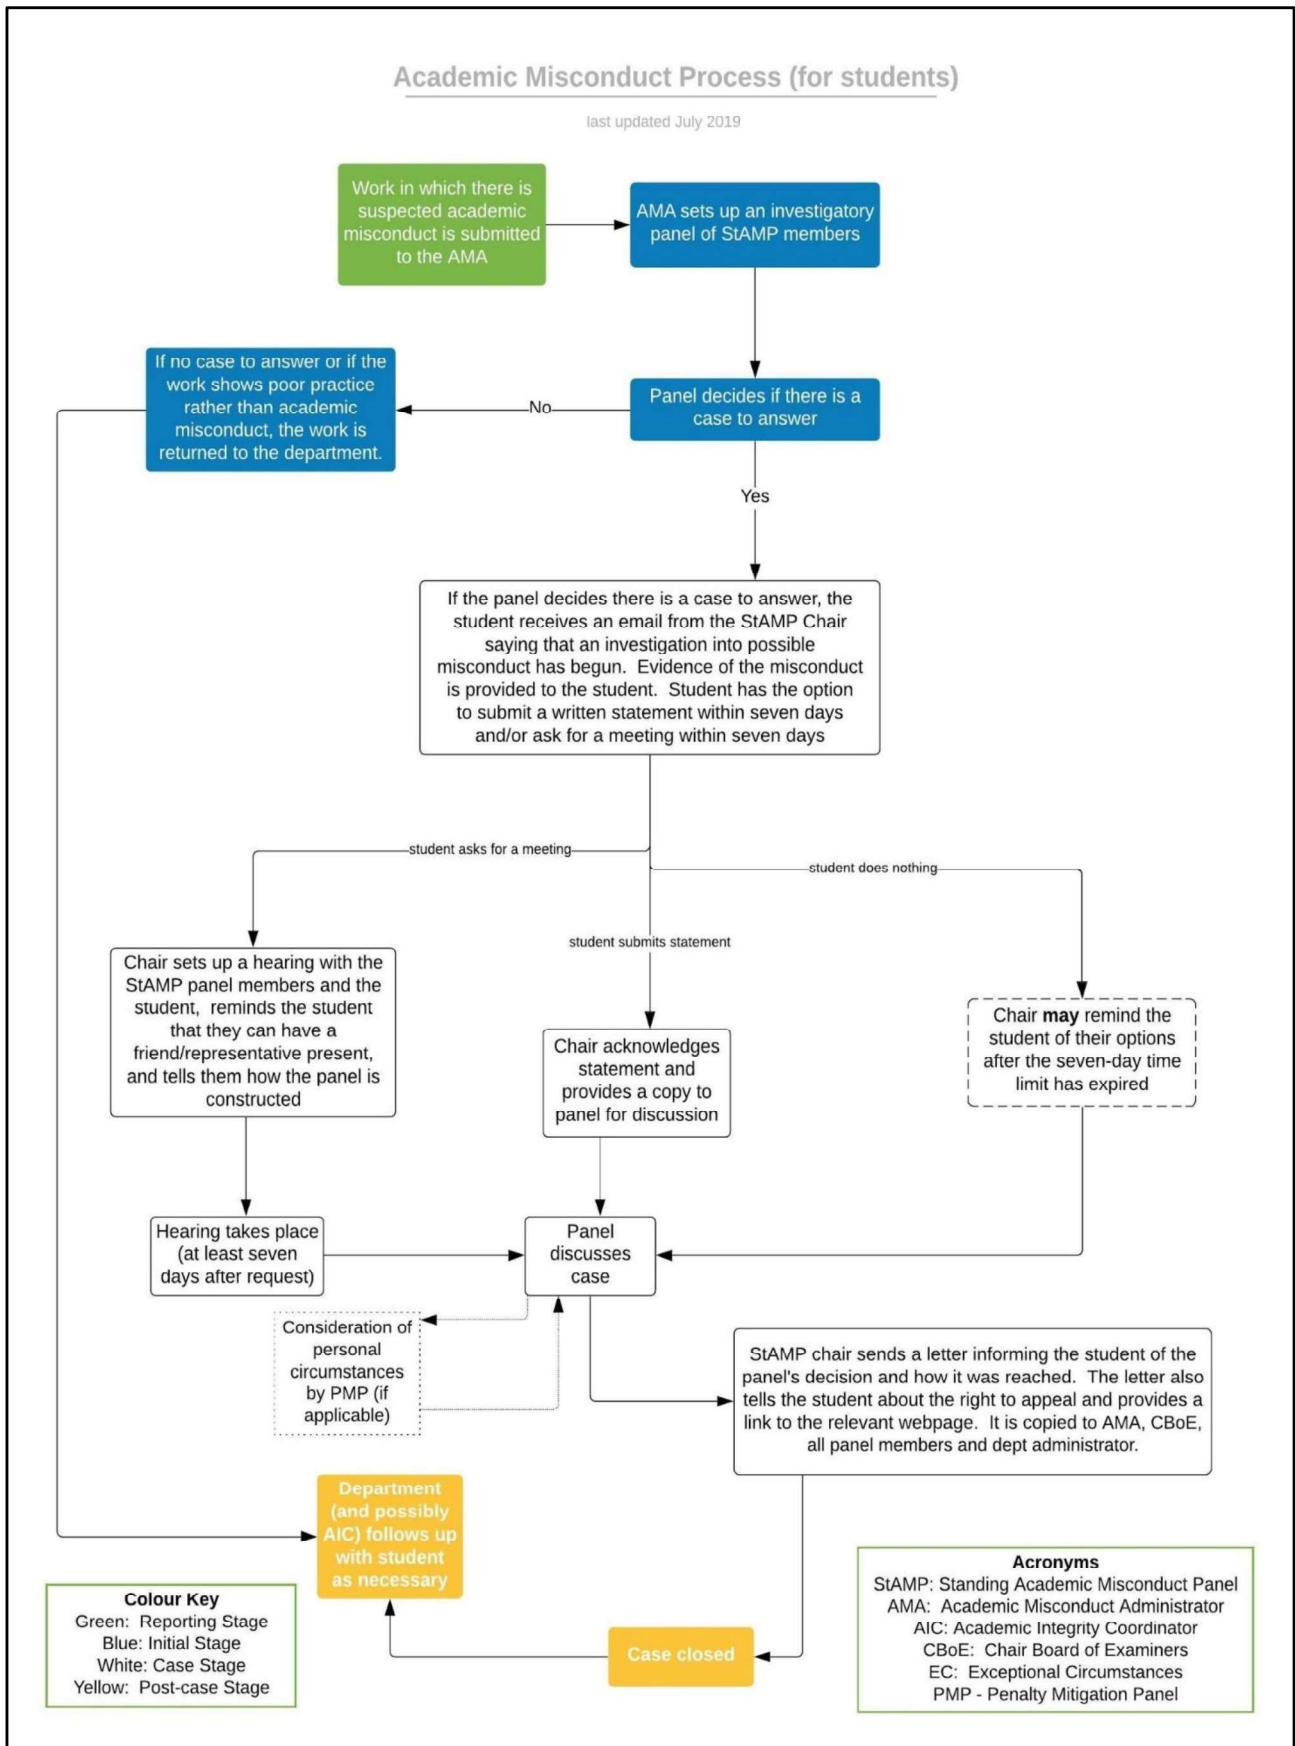 Academic Misconduct Process (for students)
last updated July 2019
Work in which there is
suspected academic
misconduct is submitted
to the AMA
AMA sets up an investigatory
panel of StAMP members
If no case to answer or if the
work shows poor practice
rather than academic
misconduct, the work is
returned to the department.
No
Panel decides if there is a
case to answer
Yes
If the panel decides there is a case to answer, the
student receives an email from the StAMP Chair
saying that an investigation into possible
misconduct has begun. Evidence of the misconduct
is provided to the student. Student has the option
to submit a written statement within seven days
and/or ask for a meeting within seven days
student asks for a meeting
student does nothing
student submits statement
Chair sets up a hearing with the
StAMP panel members and the
student, reminds the student
that they can have a
friend/representative present,
and tells them how the panel is
constructed
Chair acknowledges
statement and
provides a copy to
panel for discussion
Chair may remind the
student of their options
after the seven-day time
limit has expired
Hearing takes place
(at least seven
days after request)
Panel
discusses
case
Consideration of
personal
circumstances
by PMP (if
applicable)
StAMP chair sends a letter informing the student of the
panel's decision and how it was reached. The letter also
tells the student about the right to appeal and provides a
link to the relevant webpage. It is copied to AMA, CBoE,
all panel members and dept administrator.
Department
(and possibly
AIC) follows up
with student
as necessary
Case closed
Colour Key
Green: Reporting Stage
Blue: Initial Stage
White: Case Stage
Yellow: Post-case Stage
Acronyms
StAMP: Standing Academic Misconduct Panel
AMA: Academic Misconduct Administrator
AIC: Academic Integrity Coordinator
CBoE: Chair Board of Examiners
EC: Exceptional Circumstances
PMP - Penalty Mitigation Panel